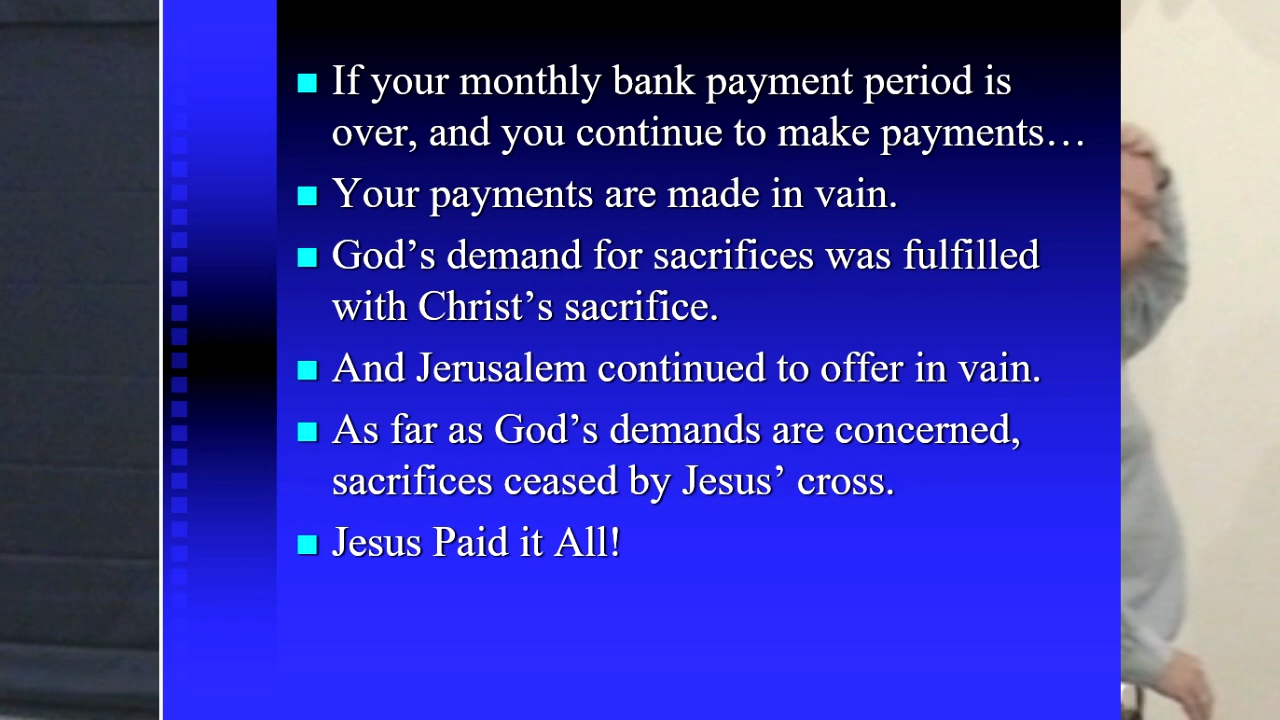 If your monthly bank payment period is
over, and you continue to make payments…
Your payments are made in vain.
God’s demand for sacrifices was fulfilled
with Christ’s sacrifice.
And Jerusalem continued to offer in vain.
As far as God’s demands are concerned,
sacrifices ceased by Jesus’ cross.
Jesus Paid it All!